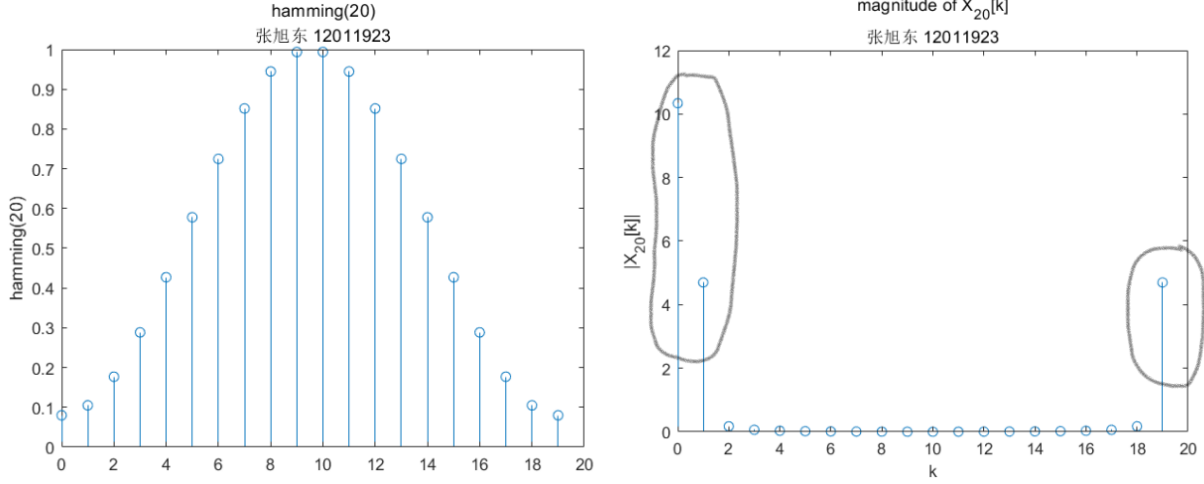 hamming(20)
张旭东 12011923
hamming(20)
1
0.9
0.8
0.7
0.6
0.5
0.4
0.3
0.2
0.1
0
0 2 4 6 8 10 12 14 16 18 20
magnitude of X20[k]
张旭东 12011923
|X20[k]|
12
10
8
6
4
2
0
0 2 4 6 8 10 12 14 16 18 20
k